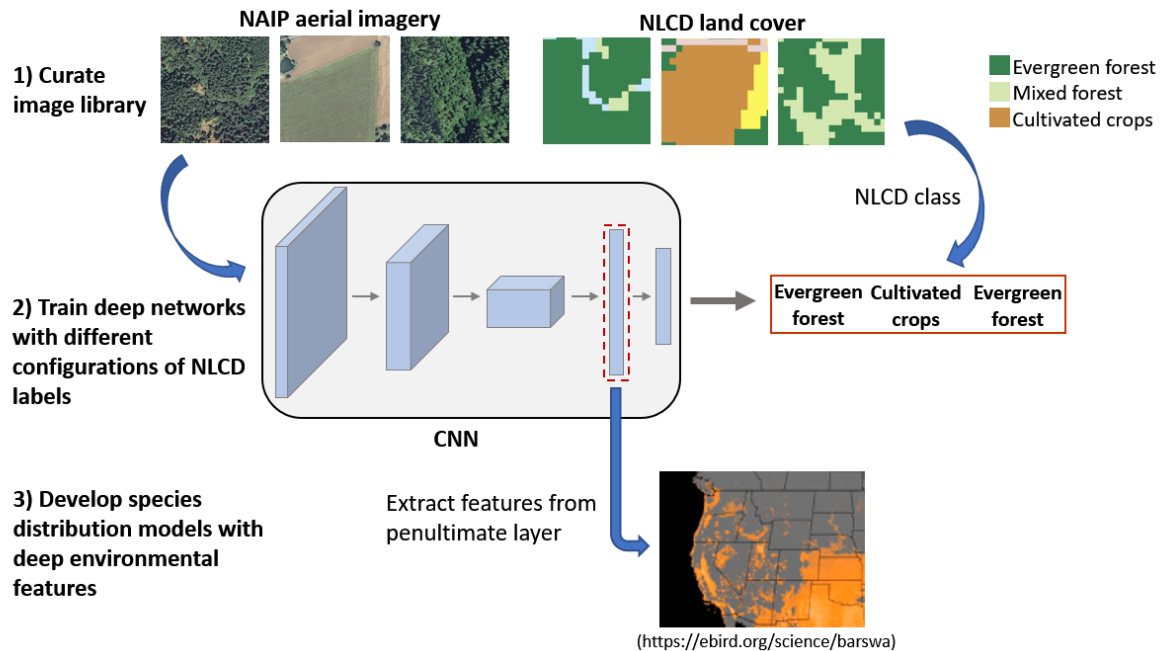 NAIP aerial imagery
NLCD land cover
1) Curate
image library
Evergreen forest
Mixed forest
Cultivated crops
NLCD class
2) Train deep networks
with different
configurations of NLCD
labels
Evergreen
forest
Cultivated
crops
Evergreen
forest
CNN
3) Develop species
distribution models with
deep environmental
features
Extract features from
penultimate layer
(https://ebird.org/science/barswa)